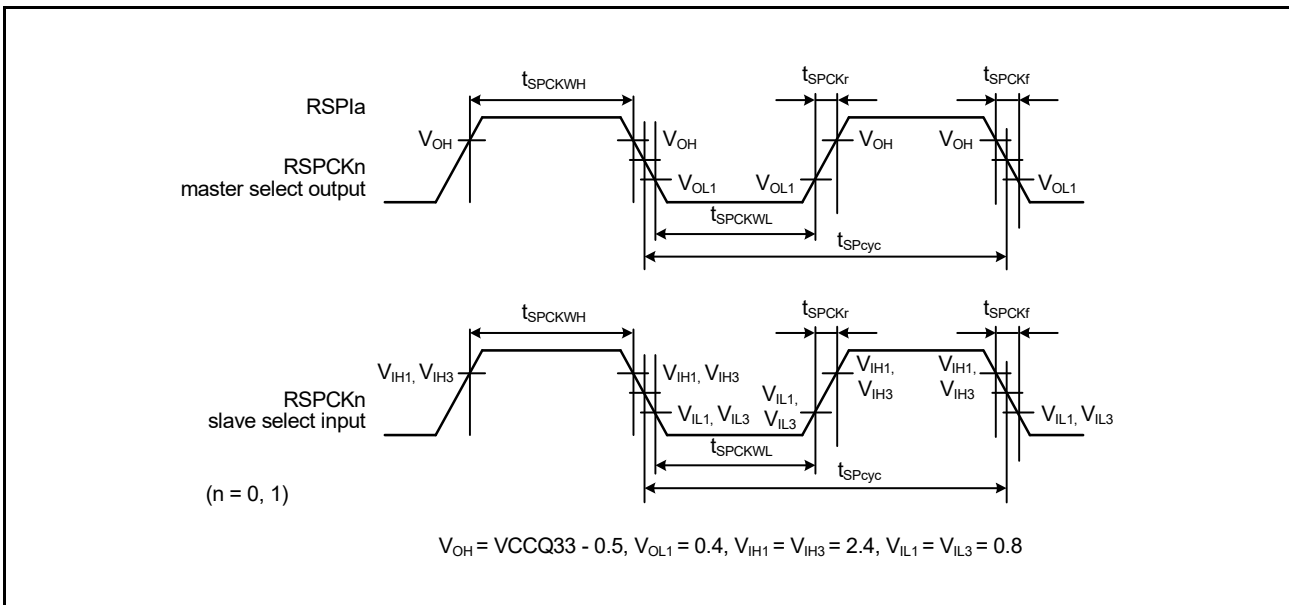 tSPCKWH
tSPCKr
tSPCKf
RSPIa
VOH
VOH
VOH
VOH
RSPCKn
master select output
VOL1
VOL1
VOL1
tSPCKWL
tSPcyc
tSPCKWH
tSPCKr
tSPCKf
VIH1, VIH3
VIH1, VIH3
VIH1,
VIH3
VIH1,
VIH3
RSPCKn
slave select input
VIL1, VIL3
VIL1,
VIL3
VIL1, VIL3
tSPCKWL
tSPcyc
(n = 0, 1)
VOH = VCCQ33 - 0.5, VOL1 = 0.4, VIH1 = VIH3 = 2.4, VIL1 = VIL3 = 0.8